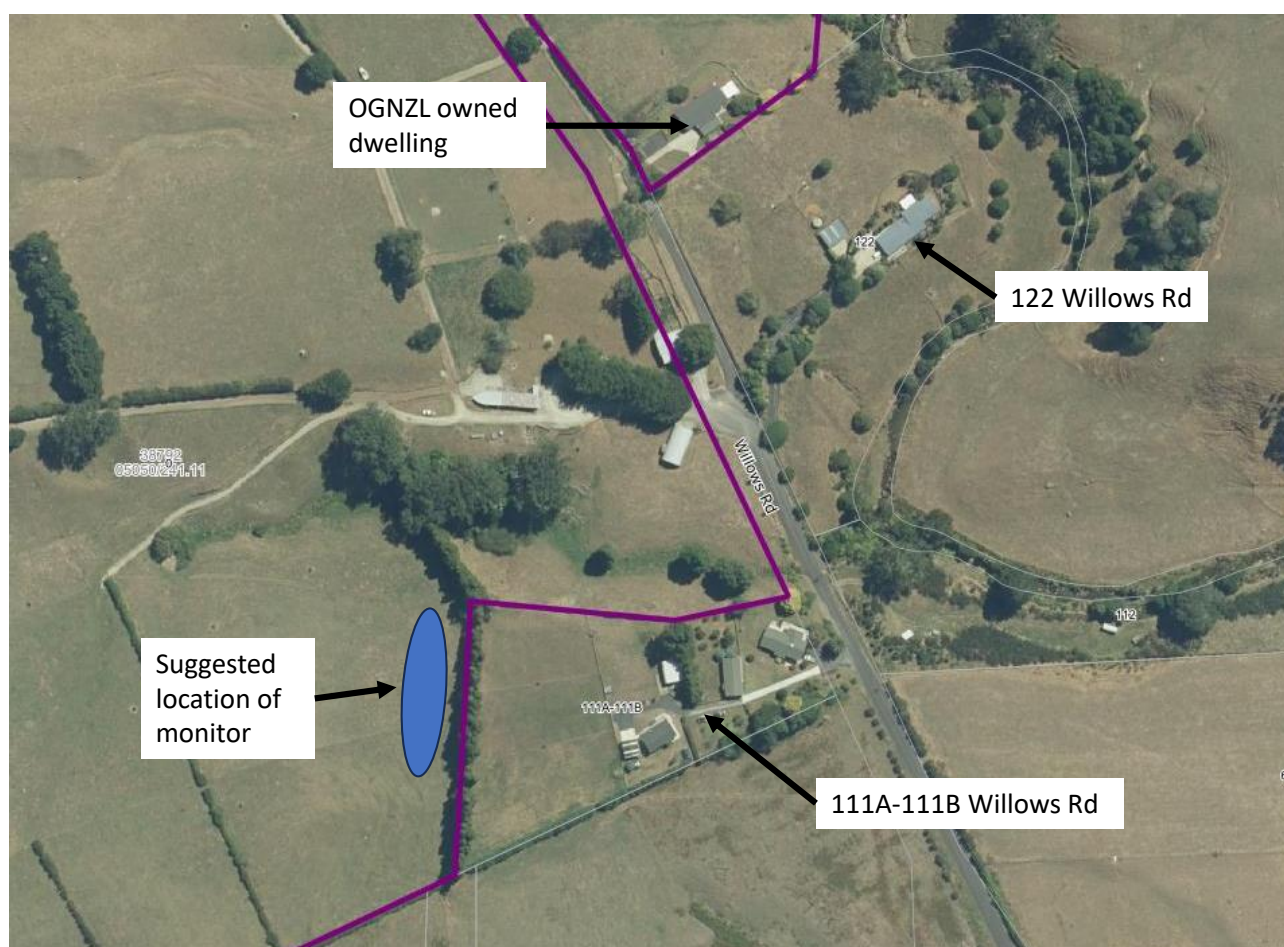 OGNZL owned
dwelling
122
122 Willows Rd
Willows Rd
38792
05050/241.11
112
Suggested
location of
monitor
111A-111B
111A-111B Willows Rd